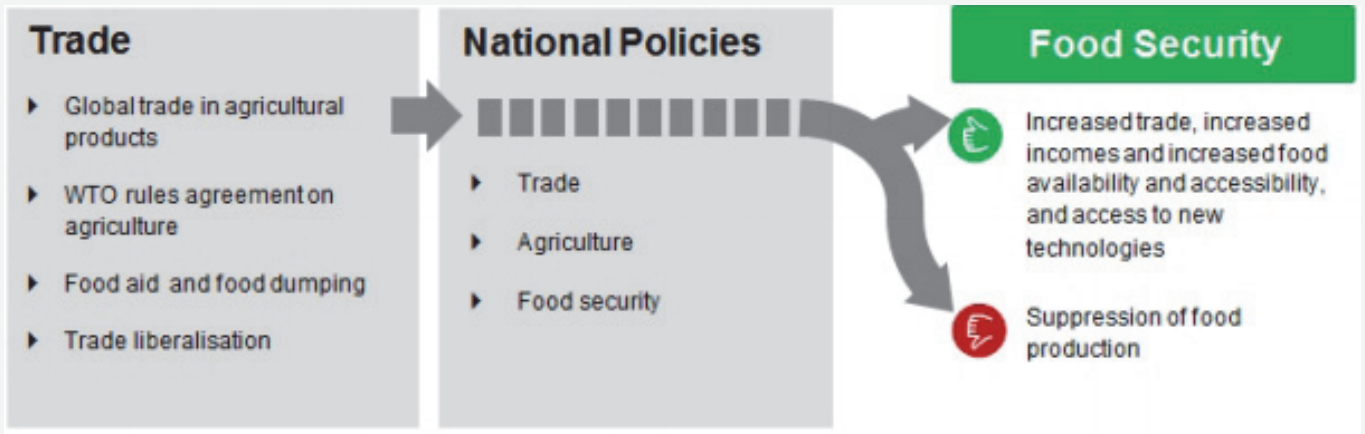 Trade
Global trade in agricultural
products
WTO rules agreement on
agriculture
Food aid and food dumping
Trade liberalisation
National Policies
Trade
Agriculture
Food security
Food Security
Increased trade, increased
incomes and increased food
availability and accessibility,
and access to new
technologies
Suppression of food
production